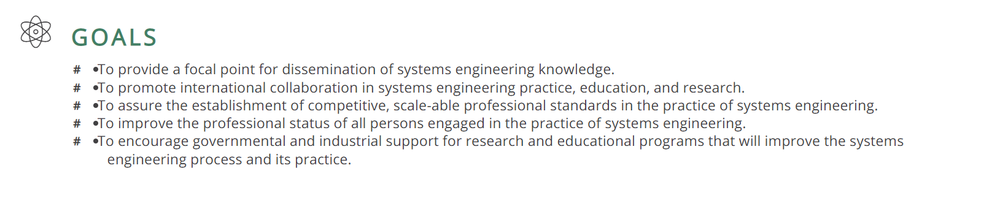 GOALS
# •To provide a focal point for dissemination of systems engineering knowledge.
# •To promote international collaboration in systems engineering practice, education, and research.
# •To assure the establishment of competitive, scale-able professional standards in the practice of systems engineering.
# •To improve the professional status of all persons engaged in the practice of systems engineering.
# •To encourage governmental and industrial support for research and educational programs that will improve the systems
engineering process and its practice.